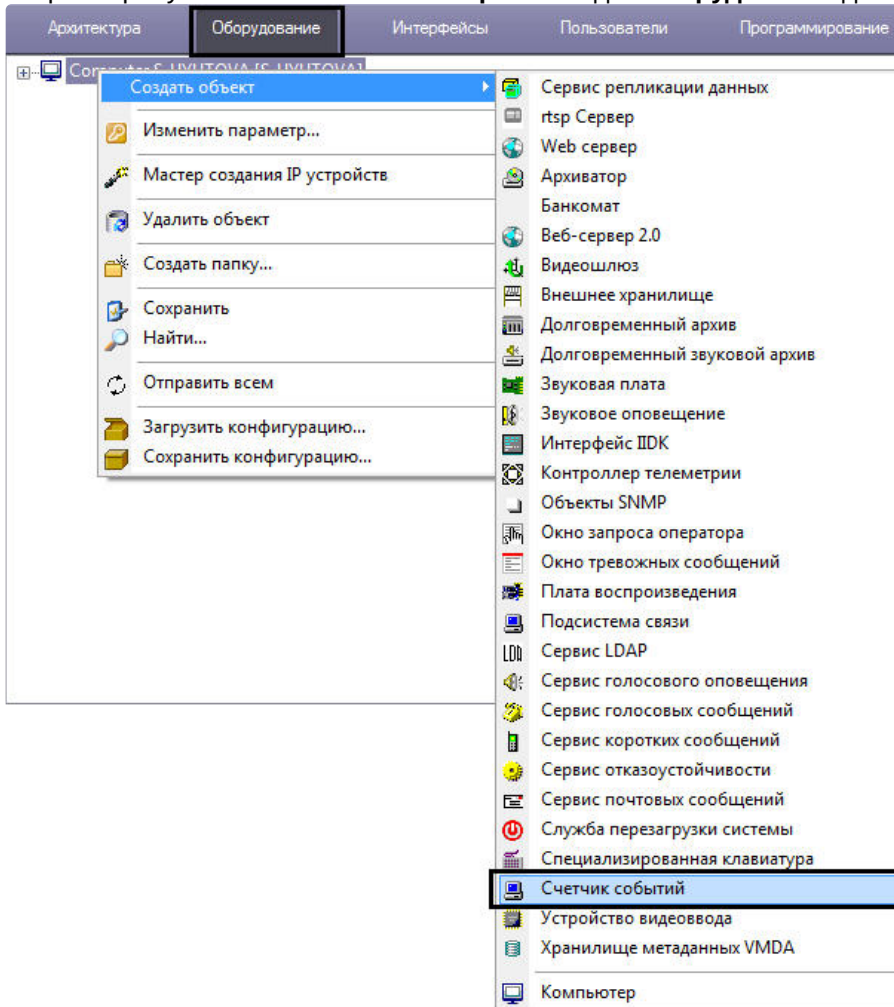 Архитектура Оборудование Интерфейсы Пользователи Программирование
Создать объект
Изменить параметр...
Мастер создания IP устройств
Удалить объект
Создать папку...
Сохранить
Найти...
Отправить всем
Загрузить конфигурацию...
Сохранить конфигурацию...
Сервис репликации данных
rtsp Сервер
Web сервер
Архиватор
Банкомат
Веб-сервер 2.0
Видеошлюз
Внешнее хранилище
Долговременный архив
Долговременный звуковой архив
Звуковая плата
Звуковое оповещение
Интерфейс IIDK
Контроллер телеметрии
Объекты SNMP
Окно запроса оператора
Окно тревожных сообщений
Плата воспроизведения
Подсистема связи
Сервис LDAP
Сервис голосового оповещения
Сервис голосовых сообщений
Сервис коротких сообщений
Сервис отказоустойчивости
Сервис почтовых сообщений
Служба перезагрузки системы
Специализированная клавиатура
Счетчик событий
Устройство видеоввода
Хранилище метаданных VMDA
Компьютер